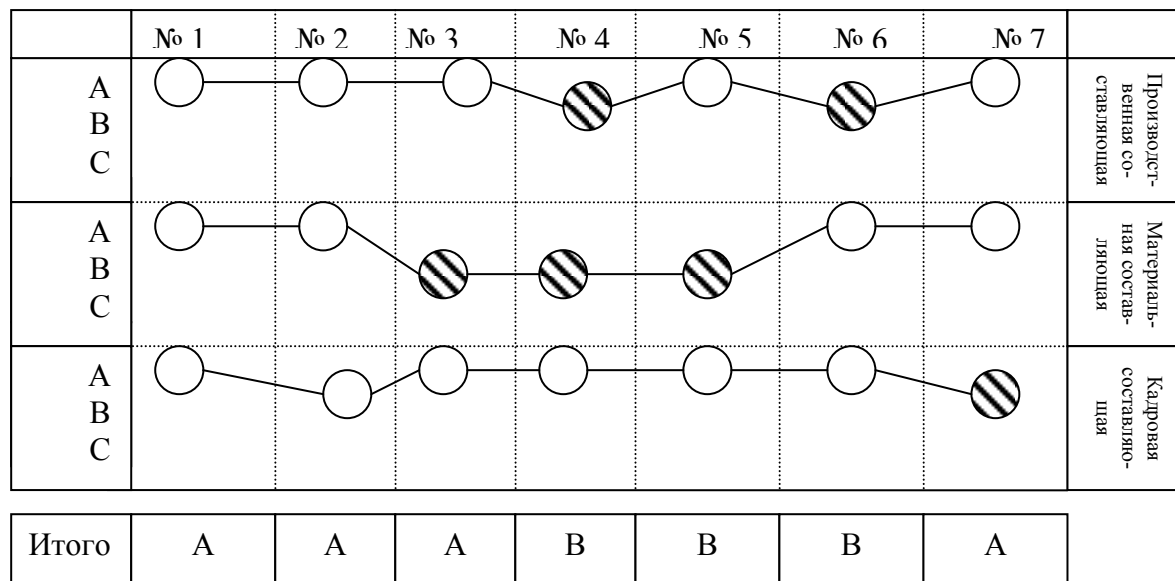 № 1 № 2 № 3 № 4 № 5 № 6 № 7
А
В
С
Производст-
венная со-
ставляющая
А
В
С
Материаль-
ная состав-
ляющая
А
В
С
Кадровая
составляю-
щая
Итого А А А В В В А